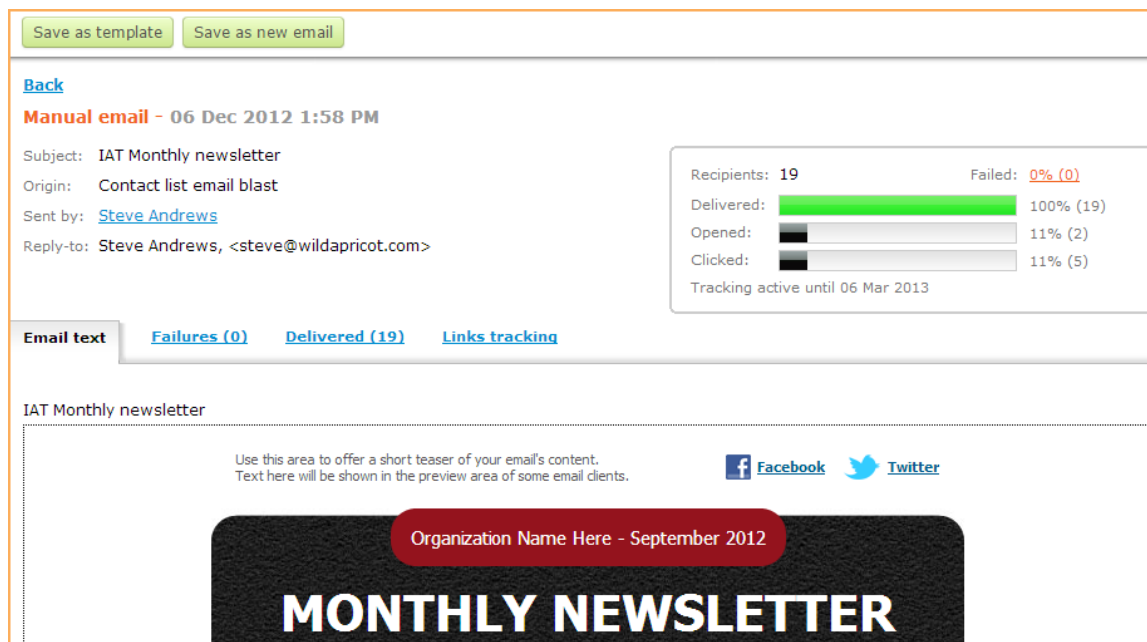 Save as template Save as new email
Back
Manual email - 06 Dec 2012 1:58 PM
Subject: IAT Monthly newsletter
Origin: Contact list email blast
Sent by: Steve Andrews
Reply-to: Steve Andrews, <steve@wildapricot.com>
Recipients: 19 Failed: 0% (0)
Delivered: 100% (19)
Opened: 11% (2)
Clicked: 11% (5)
Tracking active until 06 Mar 2013
Email text Failures (0) Delivered (19) Links tracking
IAT Monthly newsletter
Use this area to offer a short teaser of your email's content.
Text here will be shown in the preview area of some email clients.
Facebook Twitter
Organization Name Here - September 2012
MONTHLY NEWSLETTER